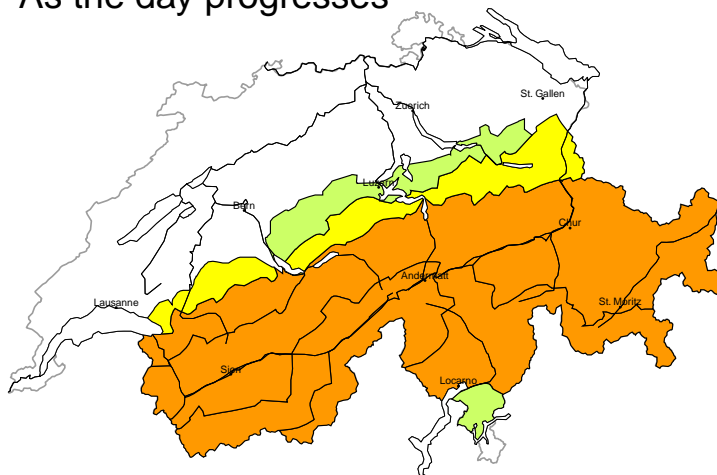 As the day progresses
St. Gallen
Zuerich
Luzern
Bern
Chur
Andermatt
Lausanne
St. Moritz
Sion
Locarno